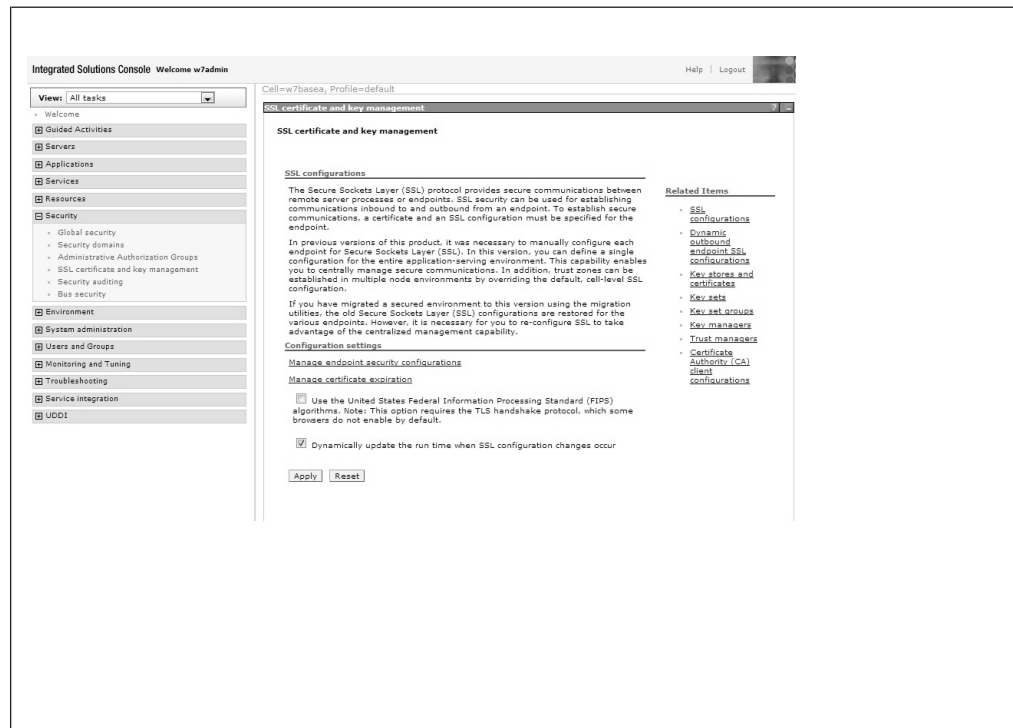 Integrated Solutions Console Welcome w7admin
Help | Logout
View: All tasks
Welcome
Guided Activities
Servers
Applications
Services
Resources
Security
Global security
Security domains
Administrative Authorization Groups
SSL certificate and key management
Security auditing
Bus security
Environment
System administration
Users and Groups
Monitoring and Tuning
Troubleshooting
Service integration
UDDI
Cell=w7basea, Profile=default
SSL certificate and key management ? –
SSL certificate and key management
SSL configurations
The Secure Sockets Layer (SSL) protocol provides secure communications between
remote server processes or endpoints. SSL security can be used for establishing
communications inbound to and outbound from an endpoint. To establish secure
communications, a certificate and an SSL configuration must be specified for the
endpoint.
In previous versions of this product, it was necessary to manually configure each
endpoint for Secure Sockets Layer (SSL). In this version, you can define a single
configuration for the entire application-serving environment. This capability enables
you to centrally manage secure communications. In addition, trust zones can be
established in multiple node environments by overriding the default, cell-level SSL
configuration.
If you have migrated a secured environment to this version using the migration
utilities, the old Secure Sockets Layer (SSL) configurations are restored for the
various endpoints. However, it is necessary for you to re-configure SSL to take
advantage of the centralized management capability.
Configuration settings
Manage endpoint security configurations
Manage certificate expiration
Use the United States Federal Information Processing Standard (FIPS)
algorithms. Note: This option requires the TLS handshake protocol, which some
browsers do not enable by default.
Dynamically update the run time when SSL configuration changes occur
Apply Reset
Related Items
SSL
configurations
Dynamic
outbound
endpoint SSL
configurations
Key stores and
certificates
Key sets
Key set groups
Key managers
Trust managers
Certificate
Authority (CA)
client
configurations